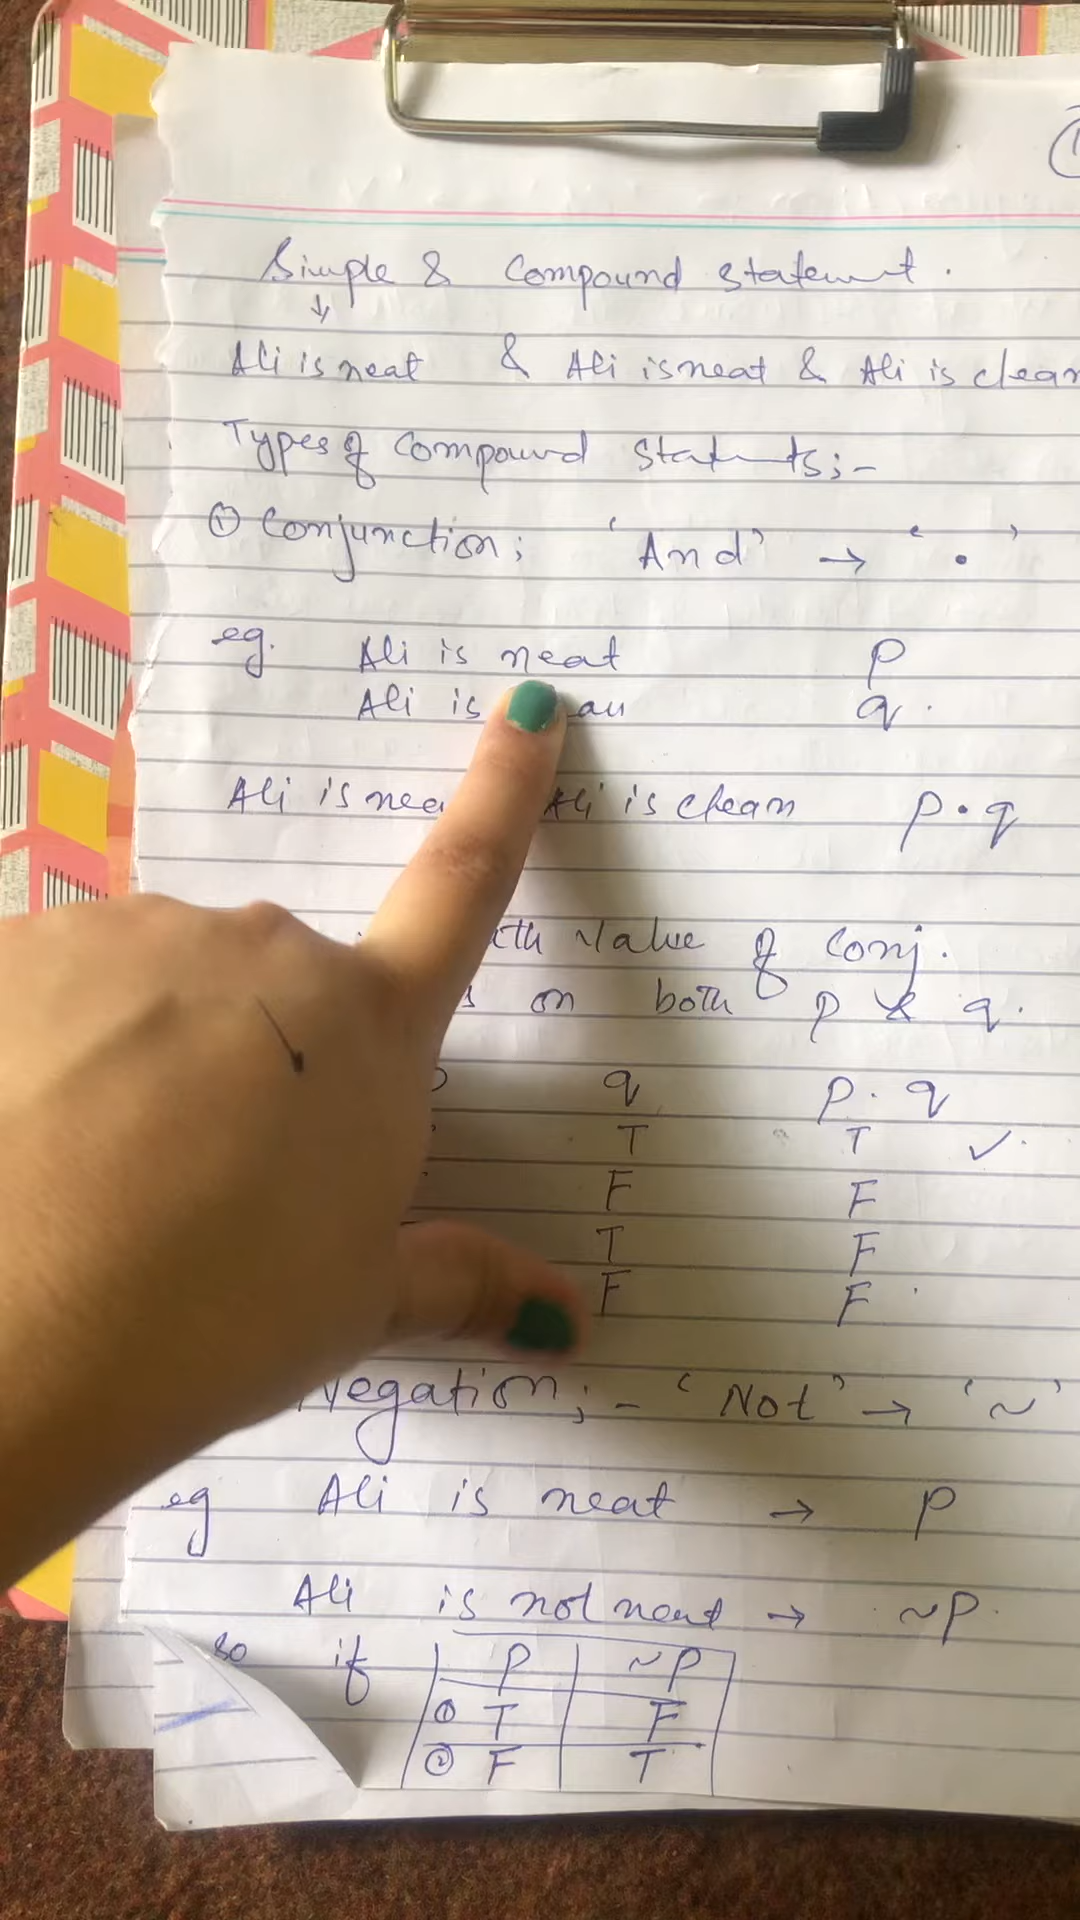 Simple & Compound statement.
↓
Ali is neat & Ali is neat & Ali is clean
Types of Compound Statements;-
① Conjunction; 'And' → '•'
eg. Ali is neat p
Ali is q.
Ali is Ali is clean p•q
Value of Conj.
on both p & q.
q p.q
T T ✓.
F F
T F
F F.
Negation;- 'Not' → '~'
eg Ali is neat → p
Ali is not neat → ~p.
so if p ~p
① T F
② F T